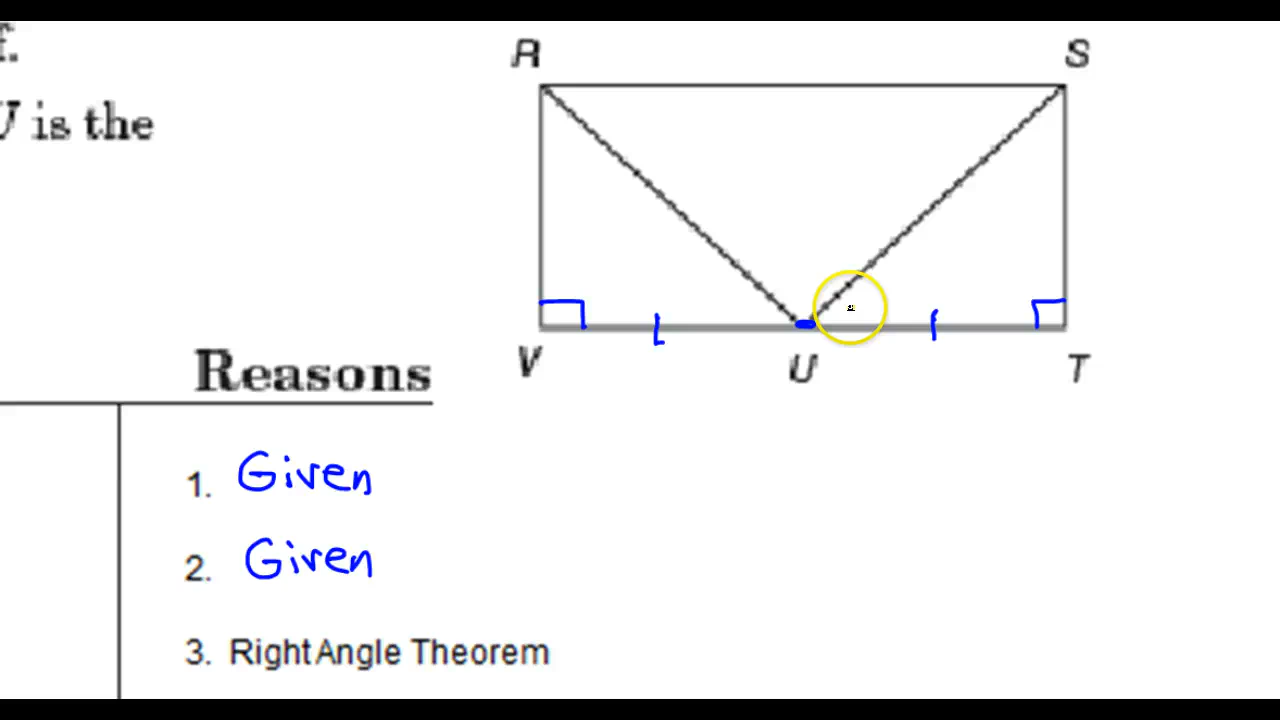 f.
R S
U is the
V U T
Reasons
1. Given
2. Given
3. Right Angle Theorem